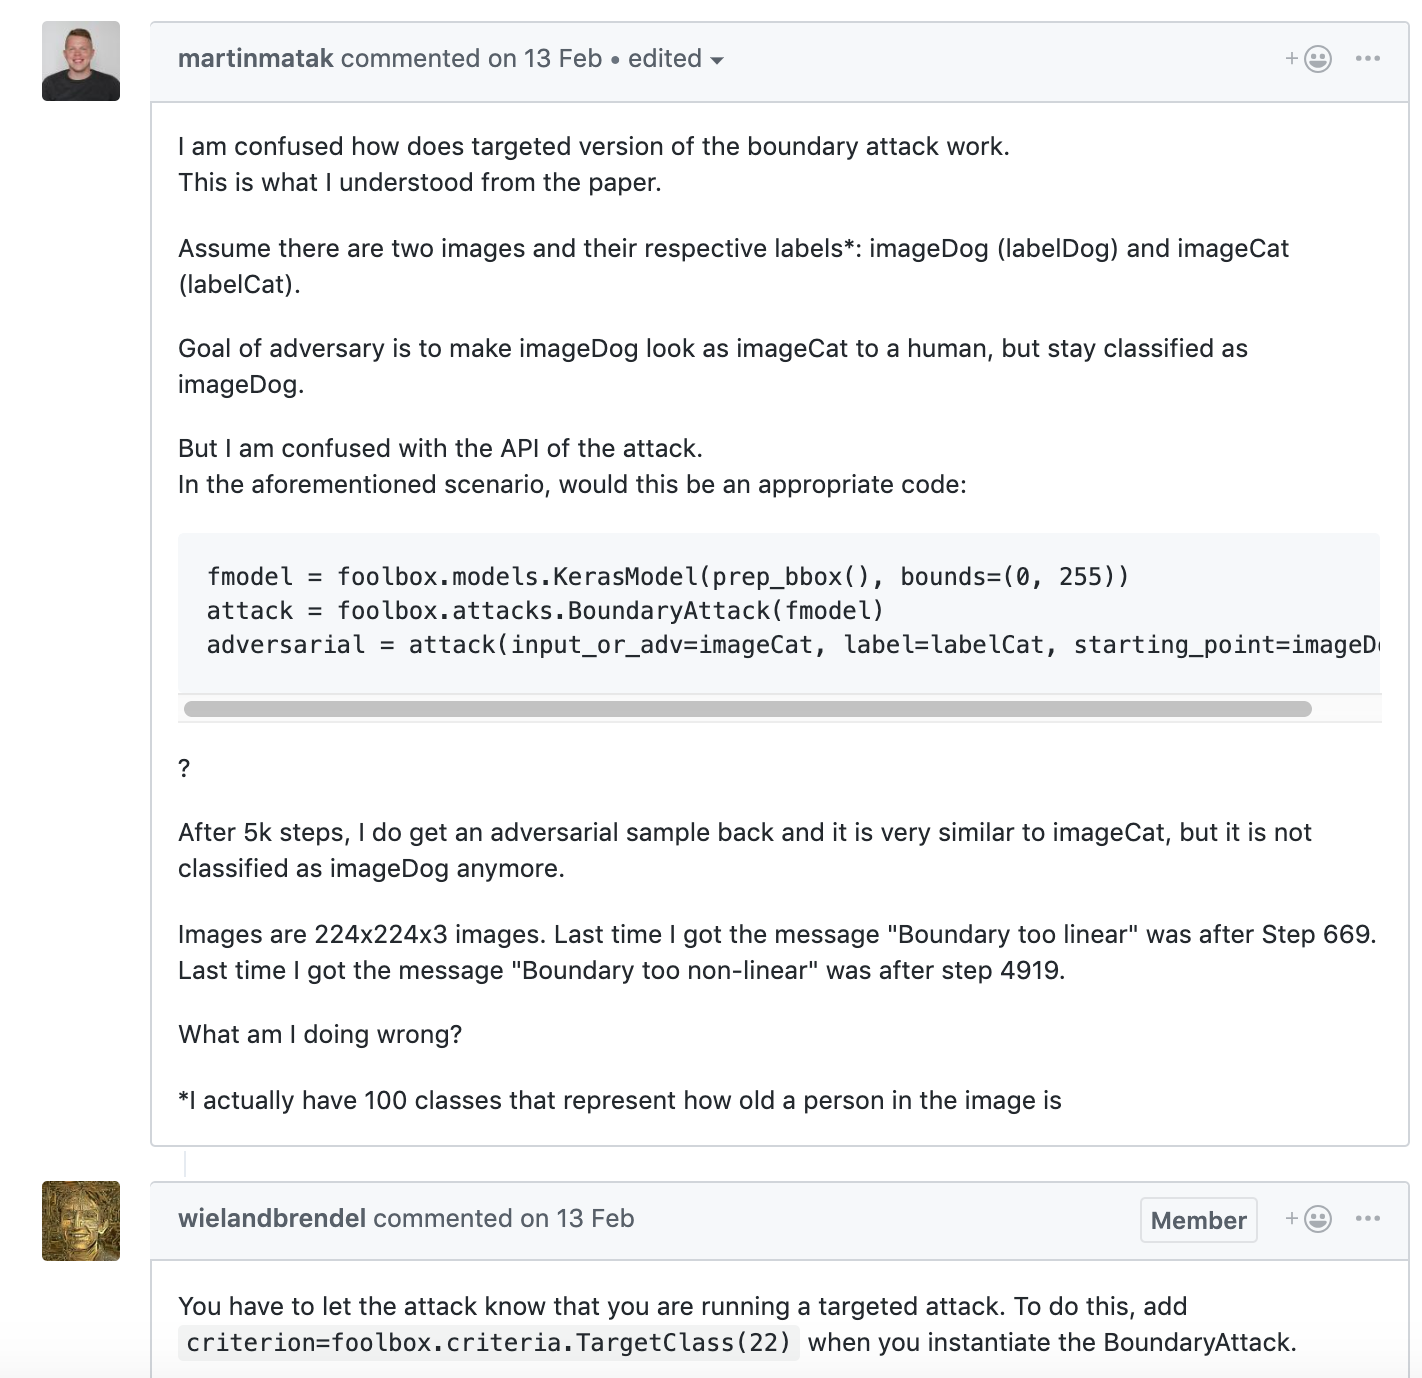 martinmatak commented on 13 Feb • edited
I am confused how does targeted version of the boundary attack work.
This is what I understood from the paper.
Assume there are two images and their respective labels*: imageDog (labelDog) and imageCat
(labelCat).
Goal of adversary is to make imageDog look as imageCat to a human, but stay classified as
imageDog.
But I am confused with the API of the attack.
In the aforementioned scenario, would this be an appropriate code:
fmodel = foolbox.models.KerasModel(prep_bbox(), bounds=(0, 255))
attack = foolbox.attacks.BoundaryAttack(fmodel)
adversarial = attack(input_or_adv=imageCat, label=labelCat, starting_point=imageD
?
After 5k steps, I do get an adversarial sample back and it is very similar to imageCat, but it is not
classified as imageDog anymore.
Images are 224x224x3 images. Last time I got the message "Boundary too linear" was after Step 669.
Last time I got the message "Boundary too non-linear" was after step 4919.
What am I doing wrong?
*I actually have 100 classes that represent how old a person in the image is
wielandbrendel commented on 13 Feb
Member
You have to let the attack know that you are running a targeted attack. To do this, add
criterion=foolbox.criteria.TargetClass(22) when you instantiate the BoundaryAttack.